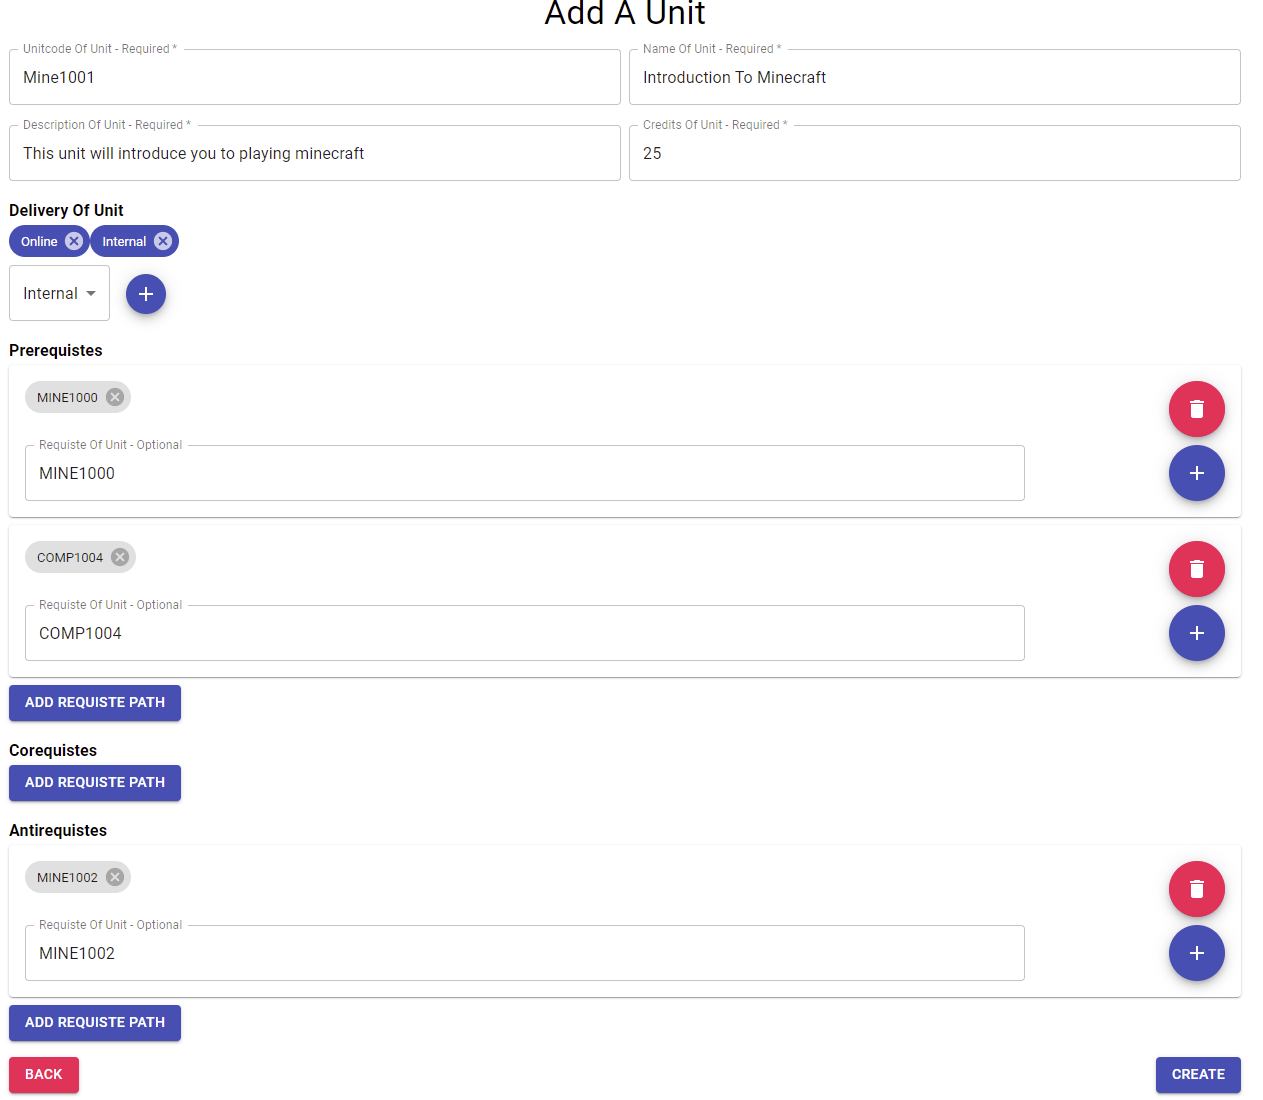 Add A Unit
Unitcode Of Unit - Required *
Mine1001
Name Of Unit - Required *
Introduction To Minecraft
Description Of Unit - Required *
This unit will introduce you to playing minecraft
Credits Of Unit - Required *
25
Delivery Of Unit
Online Internal
Internal
Prerequistes
MINE1000
Requiste Of Unit - Optional
MINE1000
COMP1004
Requiste Of Unit - Optional
COMP1004
ADD REQUISTE PATH
Corequistes
ADD REQUISTE PATH
Antirequistes
MINE1002
Requiste Of Unit - Optional
MINE1002
ADD REQUISTE PATH
BACK
CREATE